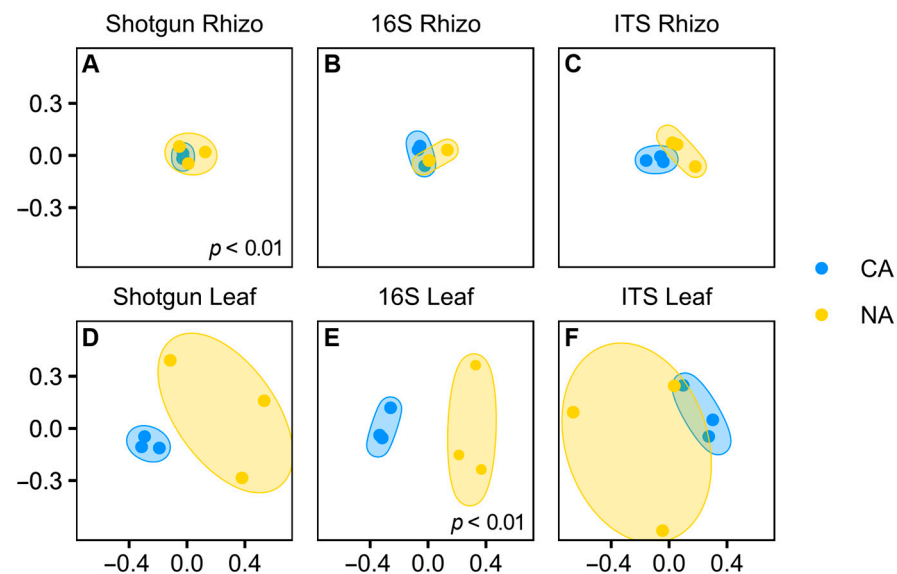 Shotgun Rhizo 16S Rhizo ITS Rhizo
A B C
0.3
0.0
−0.3
p < 0.01
CA
NA
Shotgun Leaf 16S Leaf ITS Leaf
D E F
0.3
0.0
−0.3
p < 0.01
−0.4 0.0 0.4 −0.4 0.0 0.4 −0.4 0.0 0.4